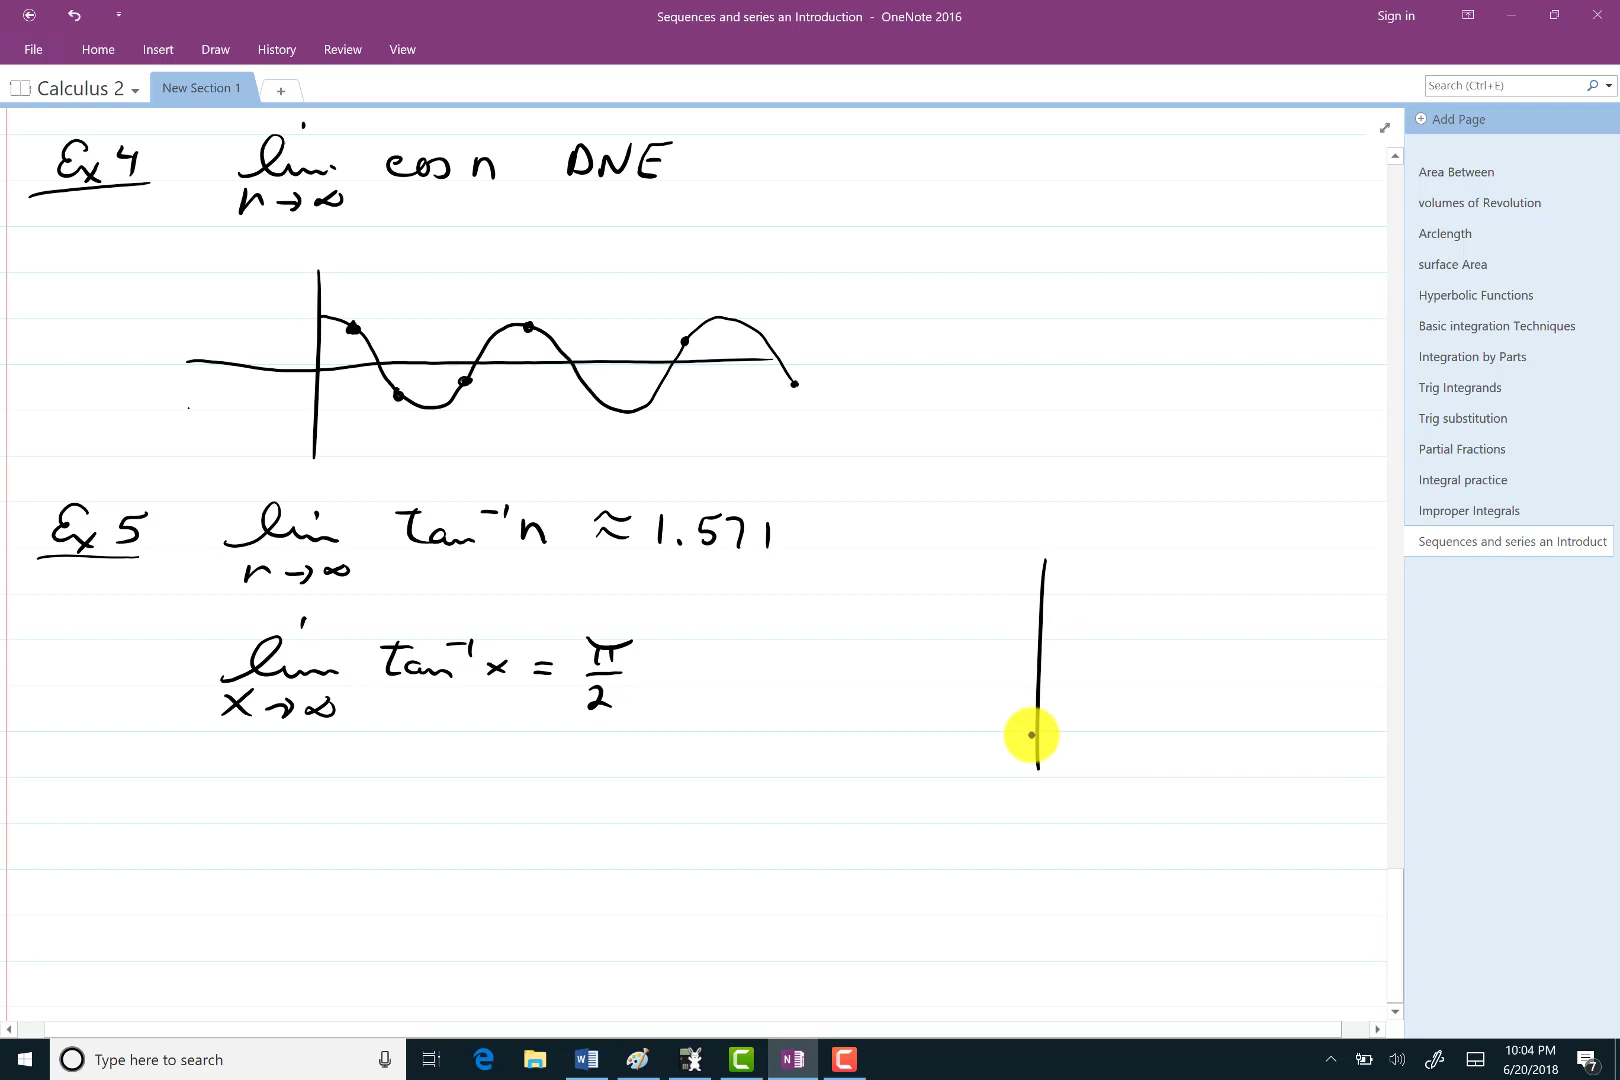 Sequences and series an Introduction - OneNote 2016
Sign in
File Home Insert Draw History Review View
Calculus 2 New Section 1
Search (Ctrl+E)
Add Page
Ex 4 lim n→∞ cos n DNE
Ex 5 lim n→∞ tan⁻¹ n ≈ 1.571
lim x→∞ tan⁻¹ x = π/2
Area Between
volumes of Revolution
Arclength
surface Area
Hyperbolic Functions
Basic integration Techniques
Integration by Parts
Trig Integrands
Trig substitution
Partial Fractions
Integral practice
Improper Integrals
Sequences and series an Introduct
Type here to search
10:04 PM
6/20/2018
7